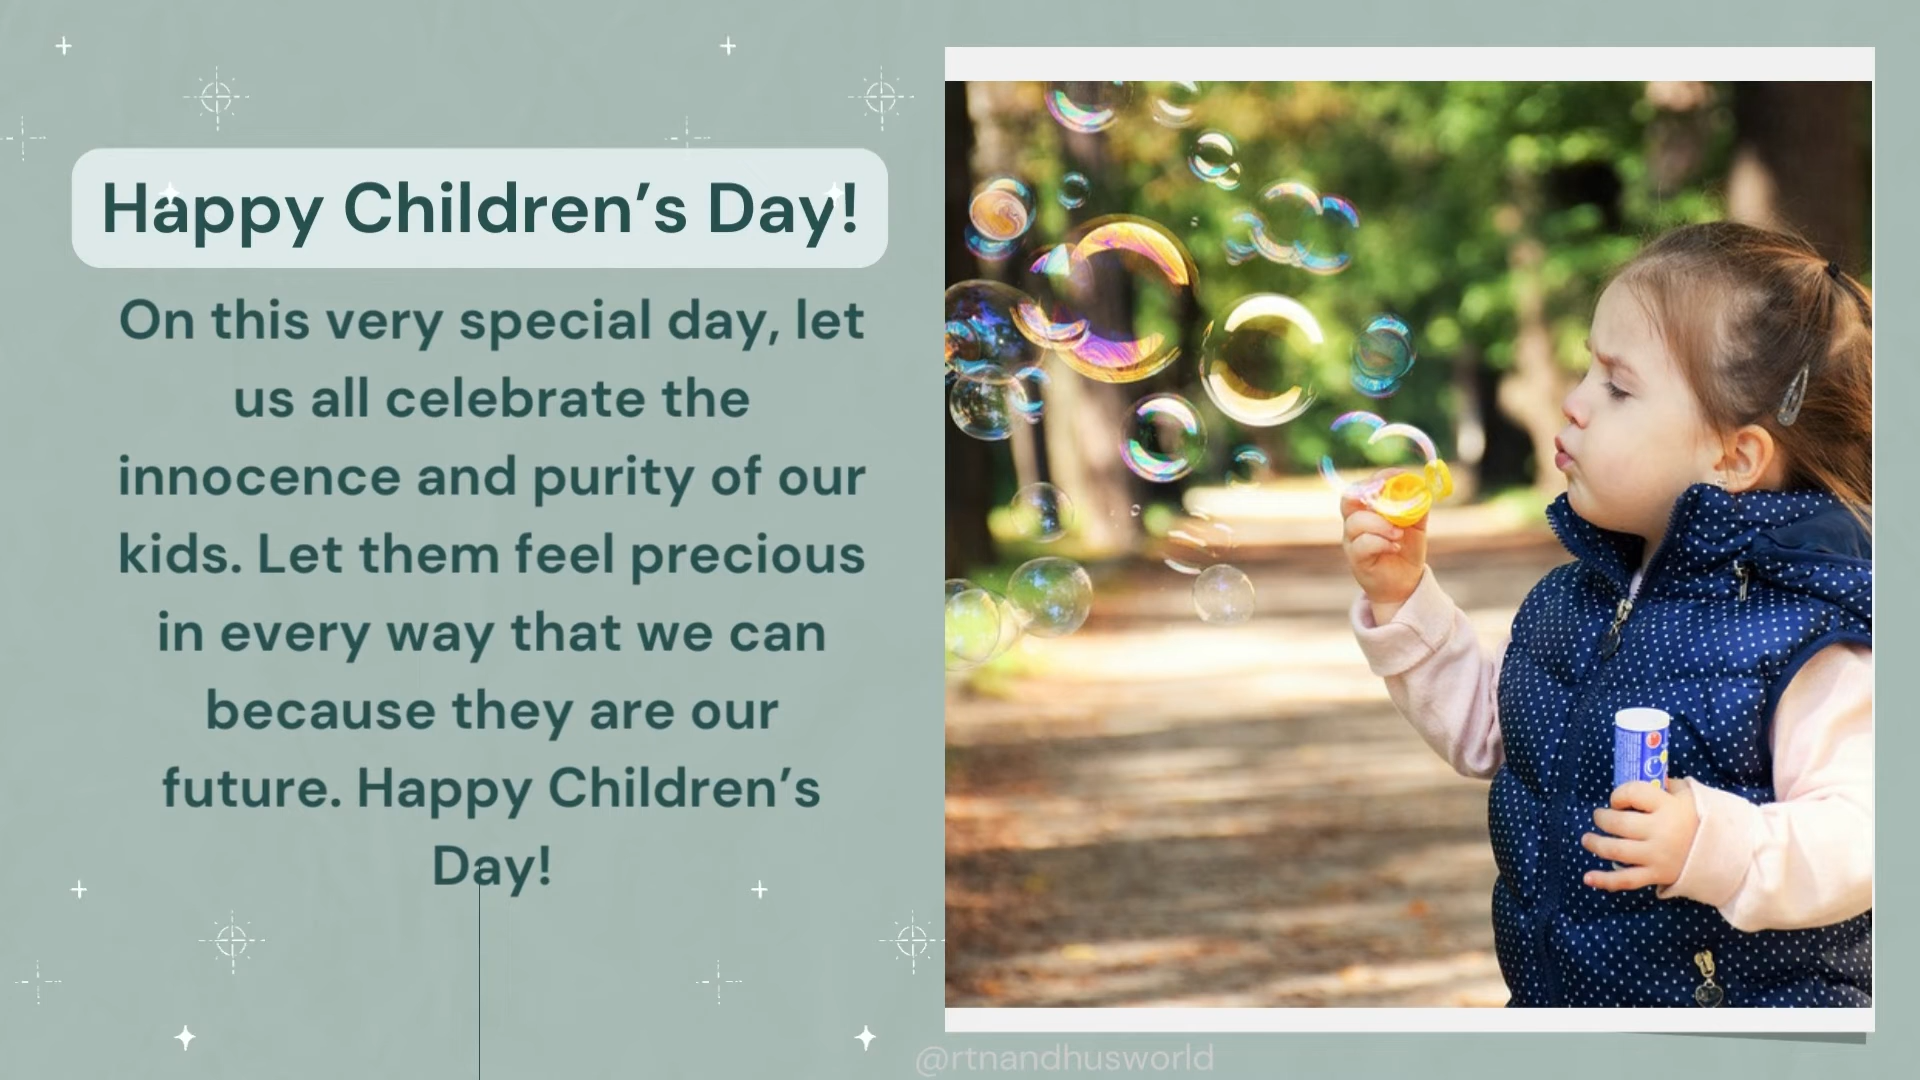 Happy Children’s Day!
On this very special day, let
us all celebrate the
innocence and purity of our
kids. Let them feel precious
in every way that we can
because they are our
future. Happy Children’s
Day!
@rtnandhusworld